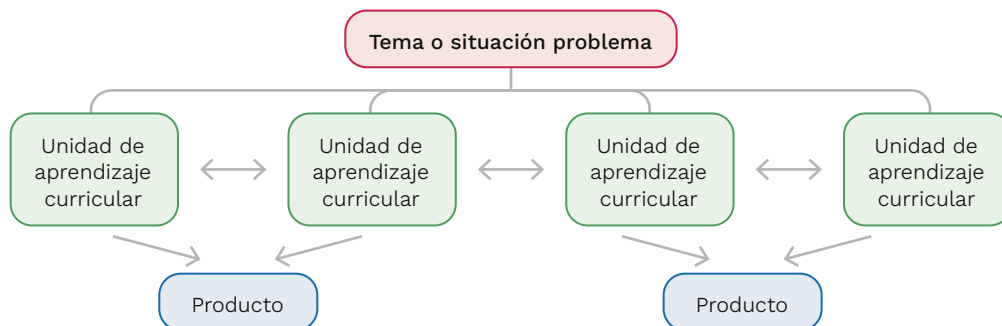 Tema o situación problema
Unidad de
aprendizaje
curricular
Unidad de
aprendizaje
curricular
Unidad de
aprendizaje
curricular
Unidad de
aprendizaje
curricular
Producto
Producto